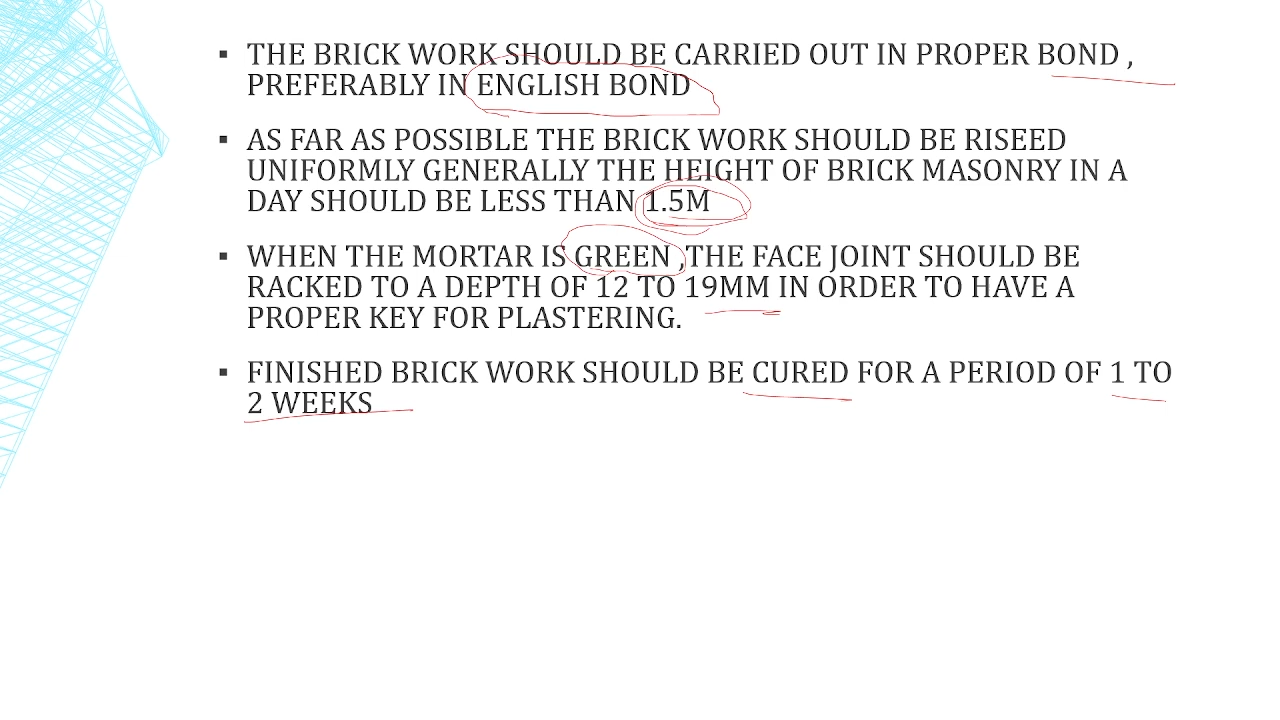 ▪ THE BRICK WORK SHOULD BE CARRIED OUT IN PROPER BOND ,
PREFERABLY IN ENGLISH BOND
▪ AS FAR AS POSSIBLE THE BRICK WORK SHOULD BE RISEED
UNIFORMLY GENERALLY THE HEIGHT OF BRICK MASONRY IN A
DAY SHOULD BE LESS THAN 1.5M
▪ WHEN THE MORTAR IS GREEN ,THE FACE JOINT SHOULD BE
RACKED TO A DEPTH OF 12 TO 19MM IN ORDER TO HAVE A
PROPER KEY FOR PLASTERING.
▪ FINISHED BRICK WORK SHOULD BE CURED FOR A PERIOD OF 1 TO
2 WEEKS